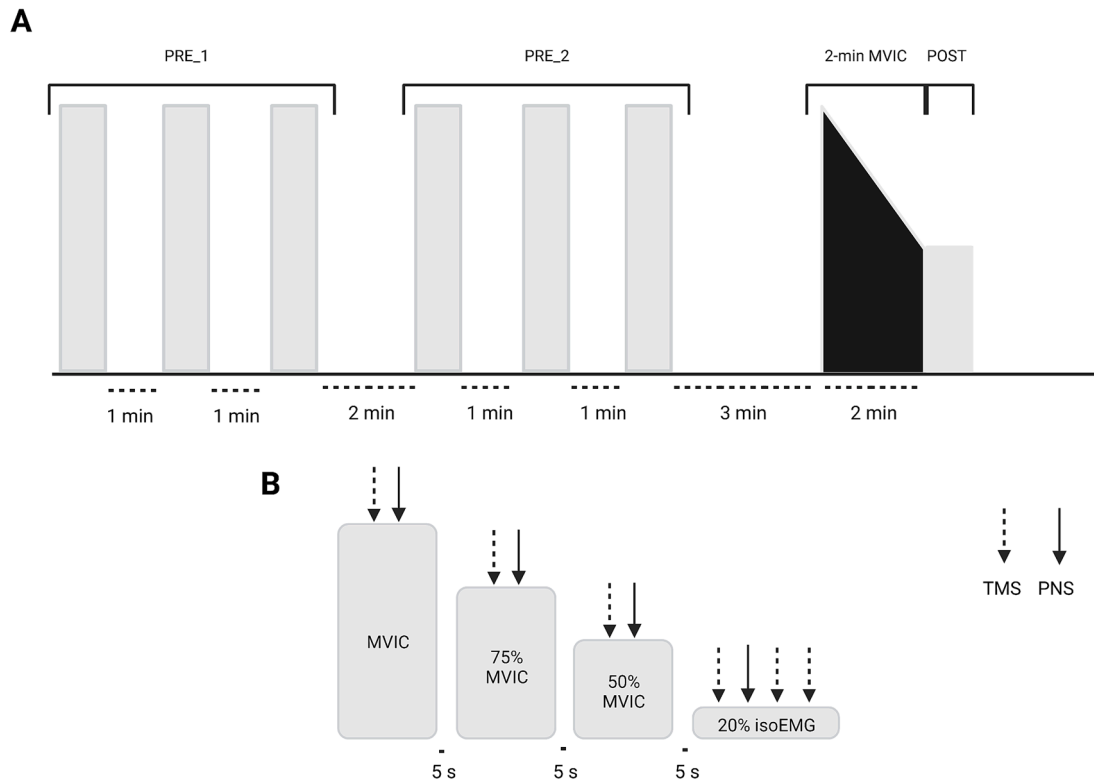 A
PRE_1
PRE_2
2-min MVIC
POST
1 min
1 min
2 min
1 min
1 min
3 min
2 min
B
MVIC
75%
MVIC
50%
MVIC
20% isoEMG
5 s
5 s
5 s
TMS
PNS